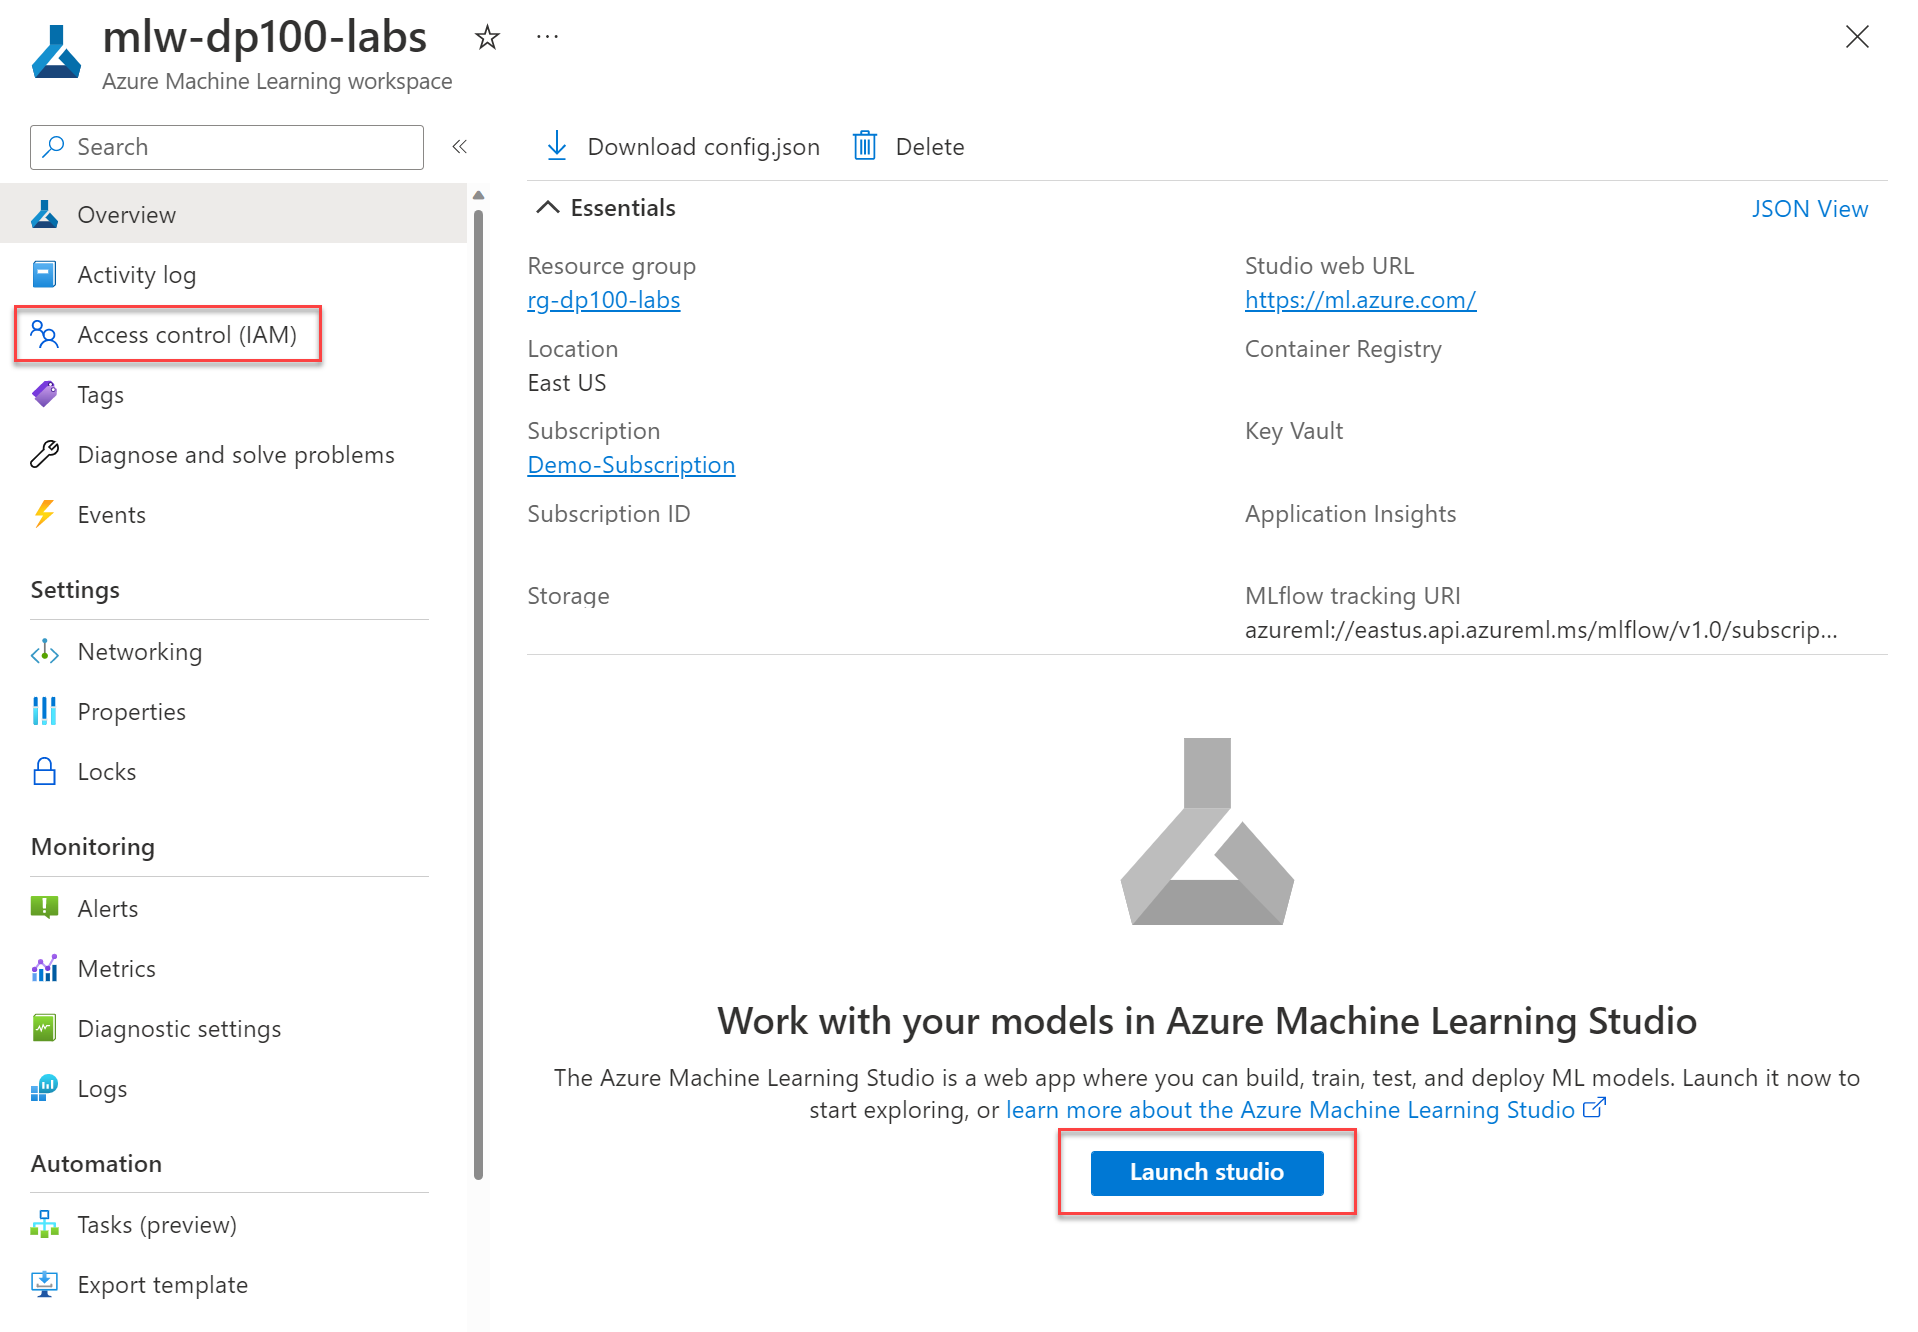 mlw-dp100-labs
Azure Machine Learning workspace
Search
Overview
Activity log
Access control (IAM)
Tags
Diagnose and solve problems
Events
Settings
Networking
Properties
Locks
Monitoring
Alerts
Metrics
Diagnostic settings
Logs
Automation
Tasks (preview)
Export template
Download config.json
Delete
Essentials
JSON View
Resource group
rg-dp100-labs
Location
East US
Subscription
Demo-Subscription
Subscription ID
Storage
Studio web URL
https://ml.azure.com/
Container Registry
Key Vault
Application Insights
MLflow tracking URI
azureml://eastus.api.azureml.ms/mlflow/v1.0/subscrip...
Work with your models in Azure Machine Learning Studio
The Azure Machine Learning Studio is a web app where you can build, train, test, and deploy ML models. Launch it now to
start exploring, or learn more about the Azure Machine Learning Studio
Launch studio